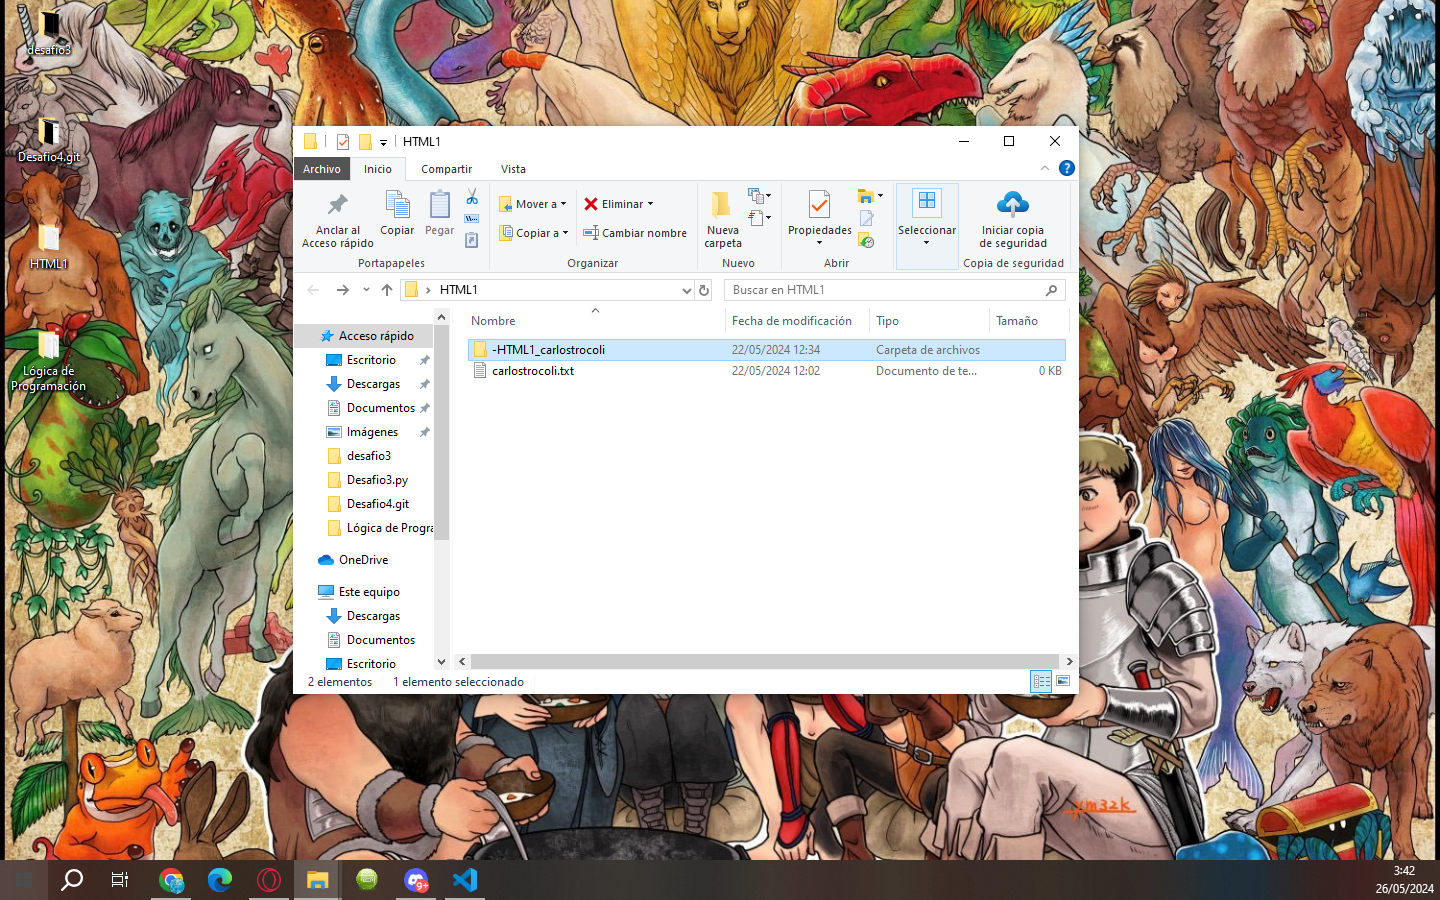 desafio3
Desafio4.git
HTML1
Lógica de
Programación
HTML1
Archivo
Inicio
Compartir
Vista
Anclar al
Acceso rápido
Copiar
Pegar
Portapapeles
Mover a
Copiar a
Eliminar
Cambiar nombre
Organizar
Nueva
carpeta
Nuevo
Propiedades
Abrir
Seleccionar
Iniciar copia
de seguridad
Copia de seguridad
HTML1
Buscar en HTML1
Nombre
Fecha de modificación
Tipo
Tamaño
-HTML1_carlostrocoli
22/05/2024 12:34
Carpeta de archivos
carlostrocoli.txt
22/05/2024 12:02
Documento de te...
0 KB
Acceso rápido
Escritorio
Descargas
Documentos
Imágenes
desafio3
Desafio3.py
Desafio4.git
Lógica de Progra
OneDrive
Este equipo
Descargas
Documentos
Escritorio
2 elementos
1 elemento seleccionado
ym32k
9+
3:42
26/05/2024